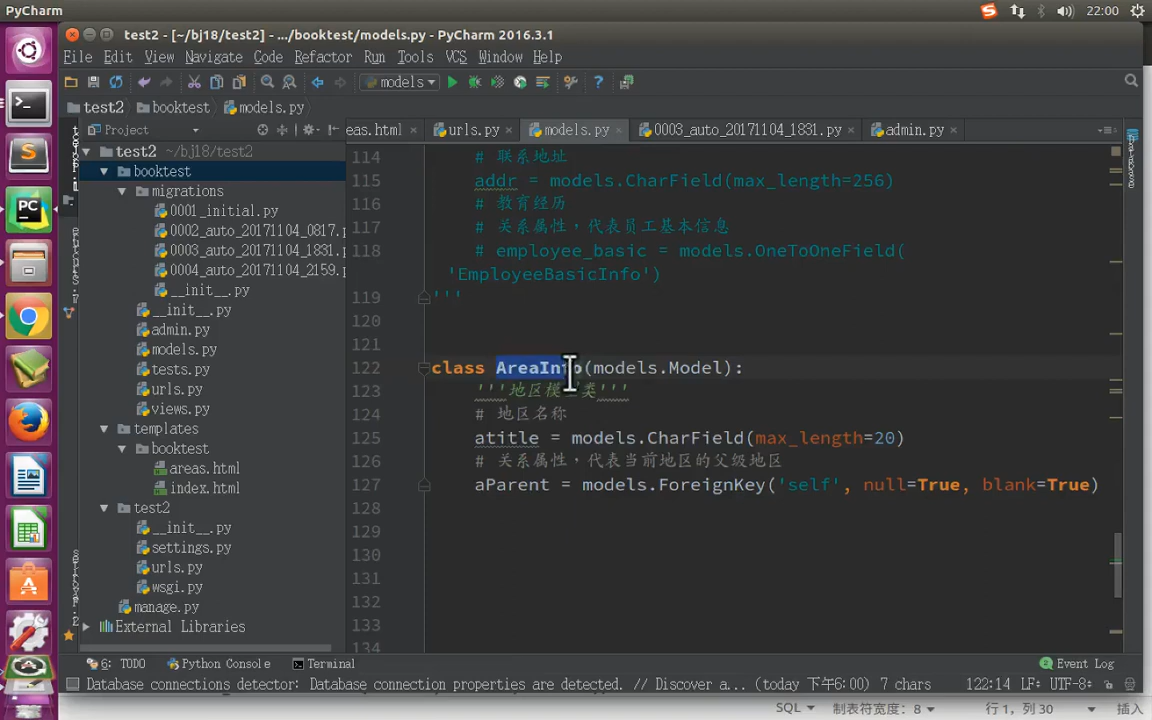 PyCharm
22:00
test2 - [~/bj18/test2] - .../booktest/models.py - PyCharm 2016.3.1
File Edit View Navigate Code Refactor Run Tools VCS Window Help
models
test2 booktest models.py
Project
eas.html urls.py models.py 0003_auto_20171104_1831.py admin.py
test2 ~/bj18/test2
booktest
migrations
0001_initial.py
0002_auto_20171104_0817.
0003_auto_20171104_1831.
0004_auto_20171104_2159.
__init__.py
__init__.py
admin.py
models.py
tests.py
urls.py
views.py
templates
booktest
areas.html
index.html
test2
__init__.py
settings.py
urls.py
wsgi.py
manage.py
External Libraries
114 # 联系地址
115 addr = models.CharField(max_length=256)
116 # 教育经历
117 # 关系属性，代表员工基本信息
118 # employee_basic = models.OneToOneField(
'EmployeeBasicInfo')
119 '''
120
121
122 class AreaInfo(models.Model):
123 '''地区模型类'''
124 # 地区名称
125 atitle = models.CharField(max_length=20)
126 # 关系属性，代表当前地区的父级地区
127 aParent = models.ForeignKey('self', null=True, blank=True)
128
129
130
131
132
133
134
6: TODO Python Console Terminal Event Log
Database connections detector: Database connection properties are detected. // Discover a... (today 下午6:00) 7 chars 122:14 LF UTF-8
SQL 制表符宽度：8 行 1, 列 30 插入